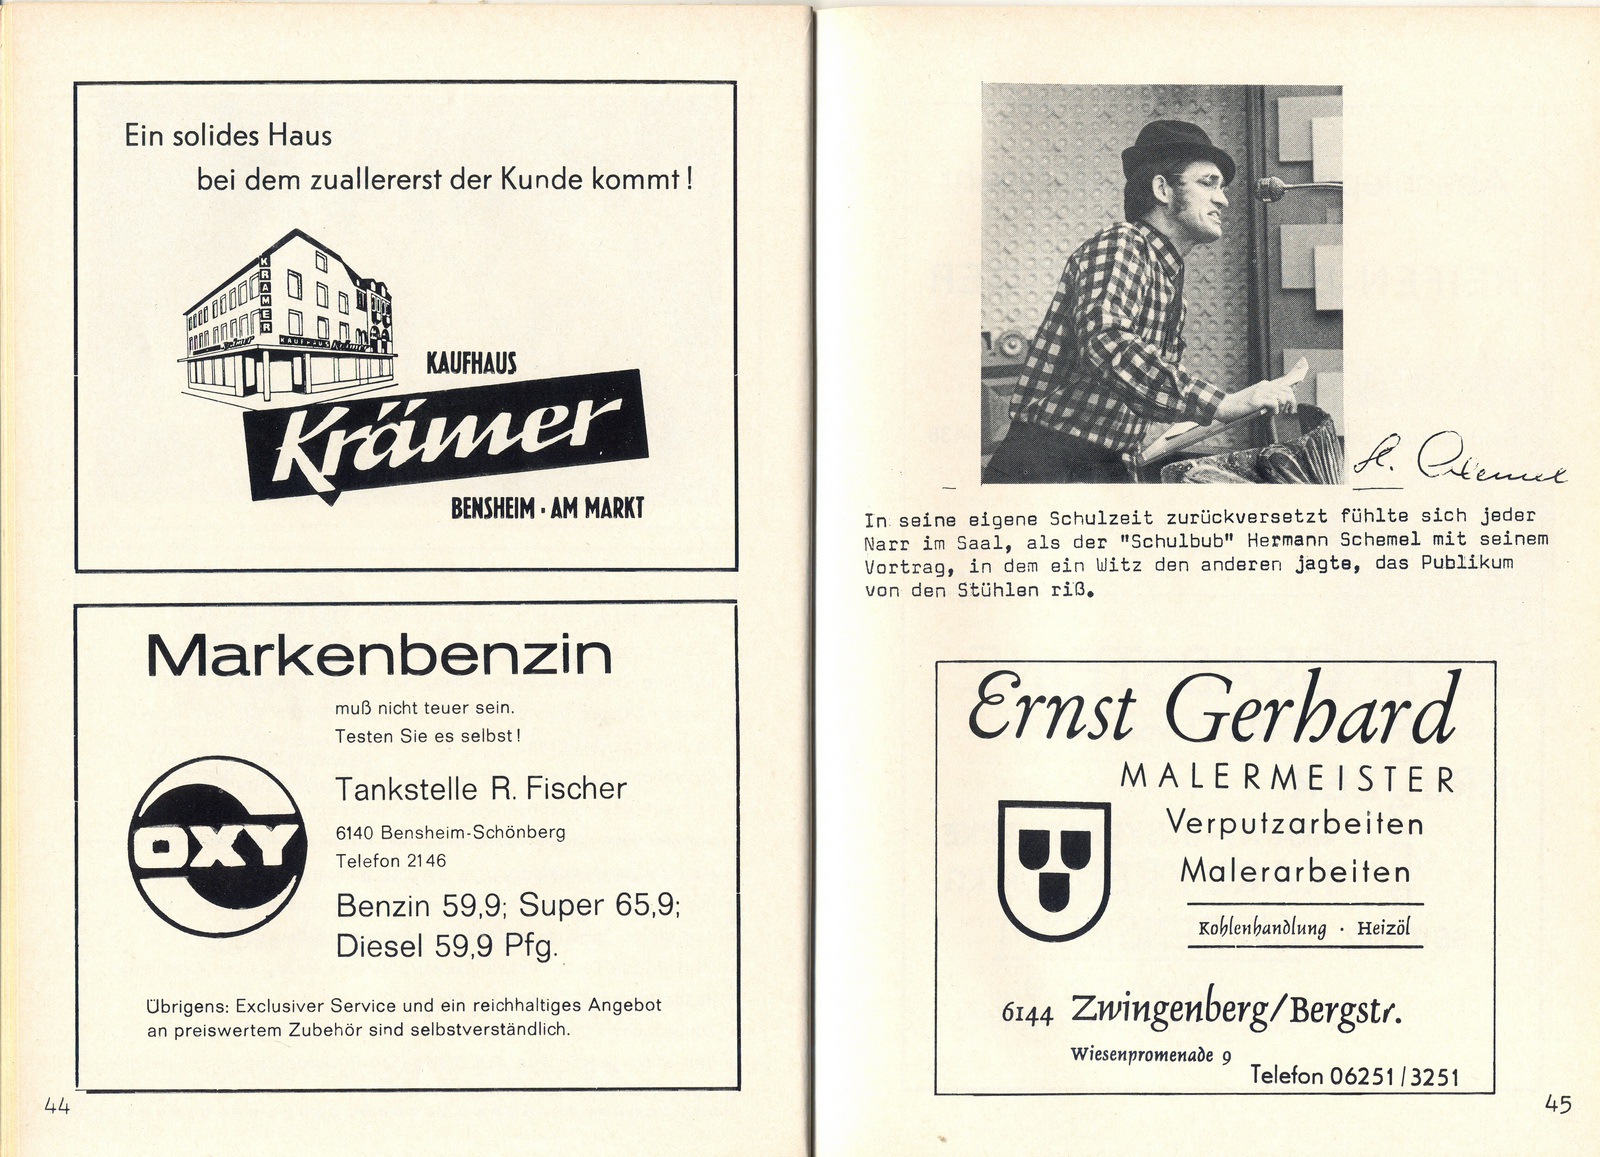 Ein solides Haus
bei dem zuallererst der Kunde kommt!
KRÄMER
KAUFHAUS Krämer
KAUFHAUS
Krämer
BENSHEIM · AM MARKT
Markenbenzin
muß nicht teuer sein.
Testen Sie es selbst!
OXY
Tankstelle R. Fischer
6140 Bensheim-Schönberg
Telefon 2146
Benzin 59,9; Super 65,9;
Diesel 59,9 Pfg.
Übrigens: Exclusiver Service und ein reichhaltiges Angebot
an preiswertem Zubehör sind selbstverständlich.
44
In seine eigene Schulzeit zurückversetzt fühlte sich jeder
Narr im Saal, als der "Schulbub" Hermann Schemel mit seinem
Vortrag, in dem ein Witz den anderen jagte, das Publikum
von den Stühlen riß.
Ernst Gerhard
MALERMEISTER
Verputzarbeiten
Malerarbeiten
Kohlenhandlung · Heizöl
6144 Zwingenberg/Bergstr.
Wiesenpromenade 9
Telefon 06251/3251
45